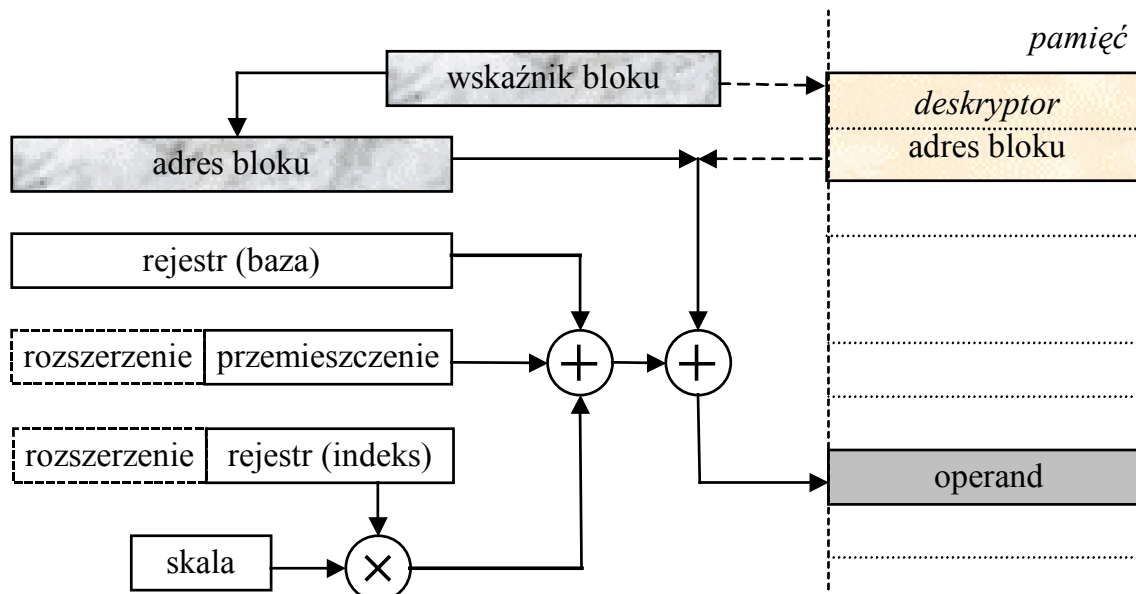 pamięć
wskaźnik bloku
deskryptor
adres bloku
adres bloku
rejestr (baza)
rozszerzenie przemieszczenie
+ +
rozszerzenie rejestr (indeks)
operand
skala
×